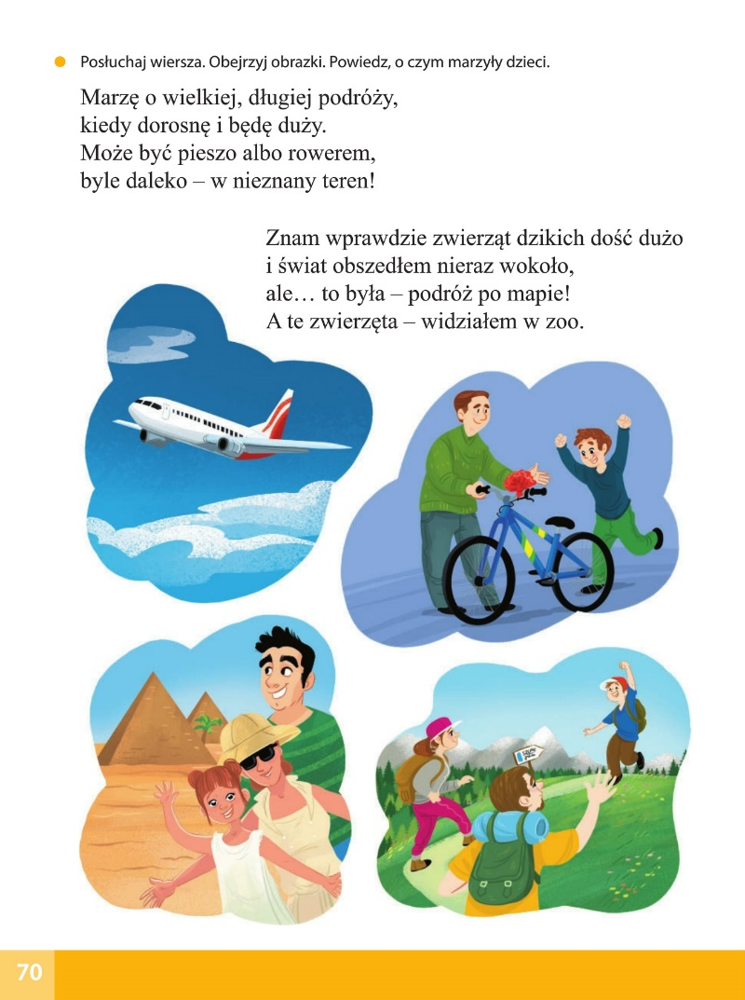 Posłuchaj wiersza. Obejrzyj obrazki. Powiedz, o czym marzyły dzieci.
Marzę o wielkiej, długiej podróży,
kiedy dorosnę i będę duży.
Może być pieszo albo rowerem,
byle daleko – w nieznany teren!
Znam wprawdzie zwierząt dzikich dość dużo
i świat obszedłem nieraz wokoło,
ale… to była – podróż po mapie!
A te zwierzęta – widziałem w zoo.
70